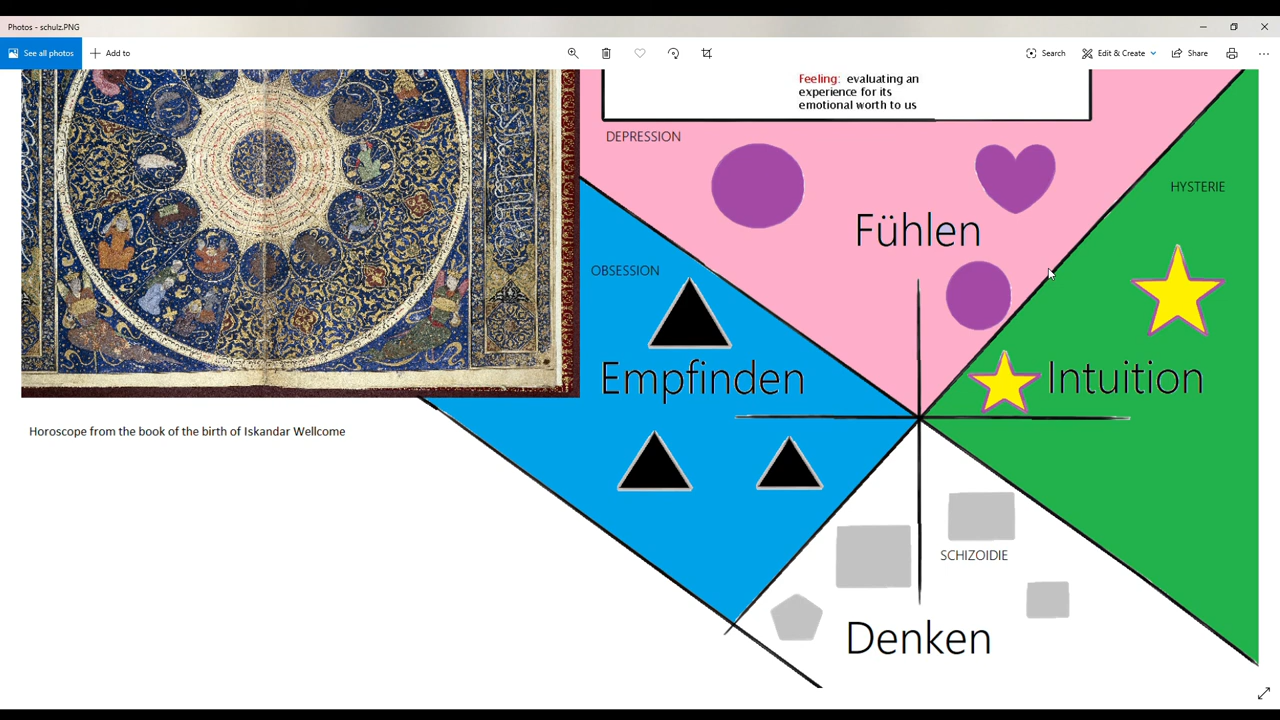 Photos - schulz.PNG
See all photos
Add to
Search
Edit & Create
Share
Feeling: evaluating an
experience for its
emotional worth to us
DEPRESSION
HYSTERIE
Fühlen
OBSESSION
Empfinden
Intuition
Horoscope from the book of the birth of Iskandar Wellcome
SCHIZOIDIE
Denken